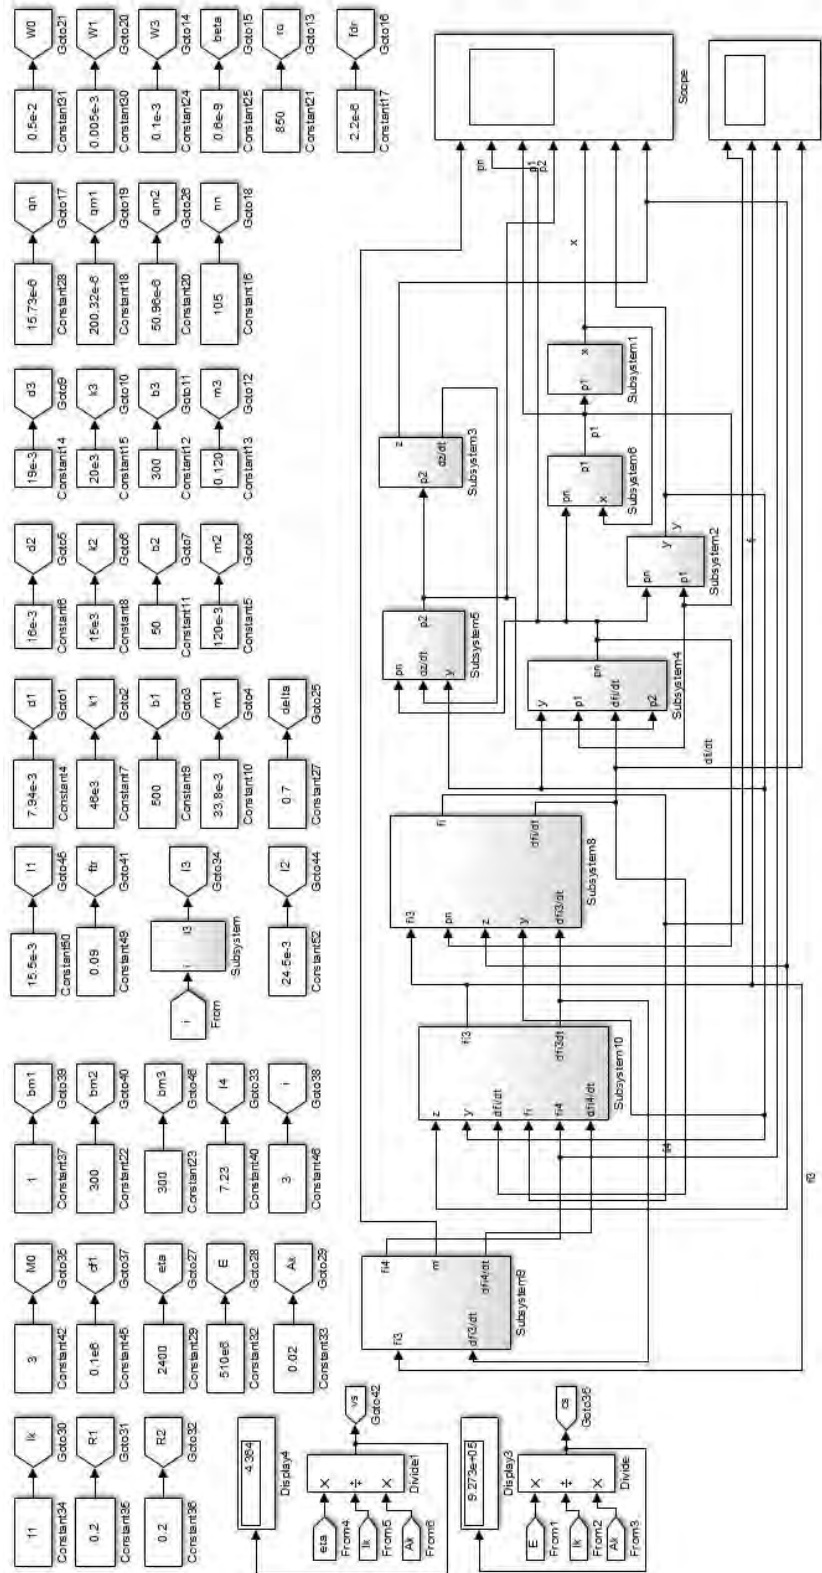 11
Constant34
Ik
Goto30
3
Constant42
M0
Goto35
1
Constant37
bm1
Goto39
15.5e-3
Constant50
l1
Goto45
7.94e-3
Constant4
d1
Goto1
16e-3
Constant6
d2
Goto5
19e-3
Constant14
d3
Goto9
15.73e-6
Constant28
qn
Goto17
0.5e-2
Constant31
W0
Goto21
0.2
Constant35
R1
Goto31
0.1e6
Constant45
cf1
Goto37
300
Constant22
bm2
Goto40
0.09
Constant49
ftr
Goto41
46e3
Constant7
k1
Goto2
15e3
Constant8
k2
Goto6
20e3
Constant15
k3
Goto10
200.32e-6
Constant18
qm1
Goto19
0.005e-3
Constant30
W1
Goto20
0.2
Constant36
R2
Goto32
2400
Constant29
eta
Goto27
300
Constant23
bm3
Goto46
i
From
i
l3
Subsystem
l3
Goto34
500
Constant9
b1
Goto3
50
Constant11
b2
Goto7
300
Constant12
b3
Goto11
50.96e-6
Constant20
qm2
Goto26
0.1e-3
Constant24
W3
Goto14
510e6
Constant32
E
Goto28
7.23
Constant40
l4
Goto33
33.8e-3
Constant10
m1
Goto4
120e-3
Constant5
m2
Goto8
0.120
Constant13
m3
Goto12
105
Constant16
nn
Goto18
0.6e-9
Constant25
beta
Goto15
0.02
Constant33
Ak
Goto29
3
Constant46
i
Goto38
24.5e-3
Constant52
l2
Goto44
0.7
Constant27
delta
Goto25
850
Constant21
ro
Goto13
2.2e-6
Constant17
fdr
Goto16
4.364
Display4
eta
From4
Ik
From5
Ak
From6
×
÷
×
Divide1
vs
Goto42
9.273e+05
Display3
E
From1
Ik
From2
Ak
From3
×
÷
×
Divide
cs
Goto36
fi3
dfi3/dt
fi4
m
dfi4/dt
Subsystem9
z
y
dfi/dt
fi
fi4
dfi4/dt
fi3
dfi3dt
Subsystem10
fi3
pn
z
y
dfi3/dt
fi
dfi/dt
Subsystem8
pn
dz/dt
y
p2
Subsystem5
p2
z
dz/dt
Subsystem3
y
p1
dfi/dt
p2
pn
Subsystem4
pn
x
p1
Subsystem6
p1
p1
x
Subsystem1
pn
p1
y
y
Subsystem2
pn
p1
p2
x
Scope
dfi/dt
fi
fi4
fi3